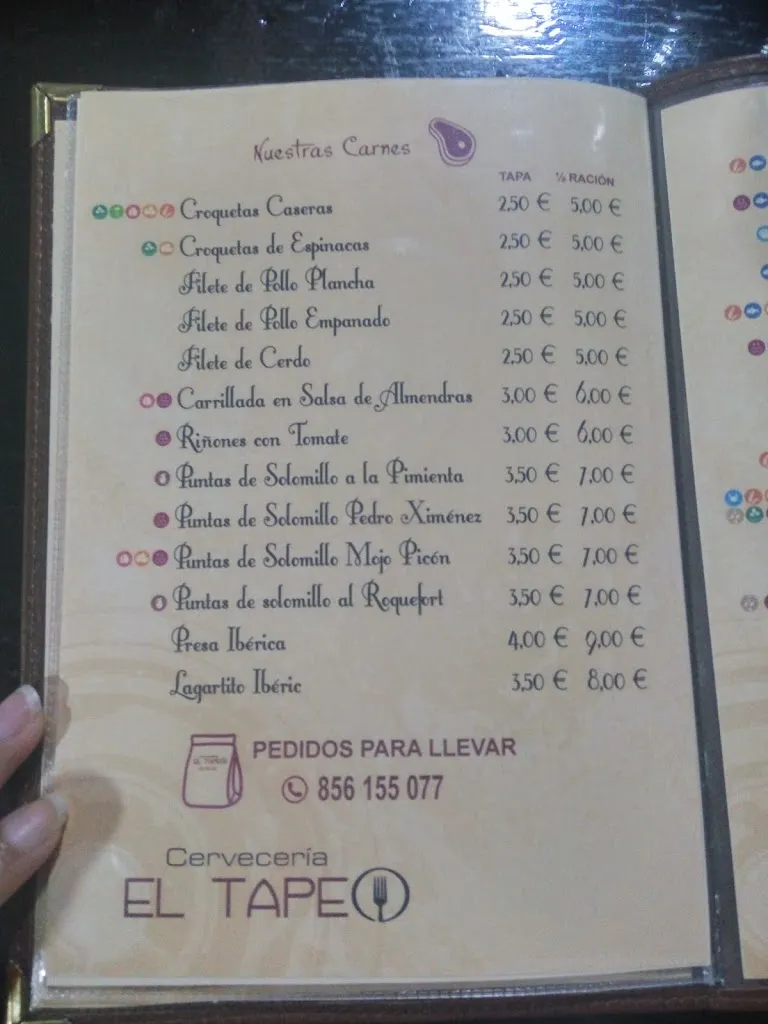 Nuestras Carnes
TAPA ½ RACIÓN
Croquetas Caseras 2,50 € 5,00 €
Croquetas de Espinacas 2,50 € 5,00 €
Filete de Pollo Plancha 2,50 € 5,00 €
Filete de Pollo Empanado 2,50 € 5,00 €
Filete de Cerdo 2,50 € 5,00 €
Carrillada en Salsa de Almendras 3,00 € 6,00 €
Riñones con Tomate 3,00 € 6,00 €
Puntas de Solomillo a la Pimienta 3,50 € 7,00 €
Puntas de Solomillo Pedro Ximénez 3,50 € 7,00 €
Puntas de Solomillo Mojo Picón 3,50 € 7,00 €
Puntas de solomillo al Roquefort 3,50 € 7,00 €
Presa Ibérica 4,00 € 9,00 €
Lagartito Ibéric 3,50 € 8,00 €
PEDIDOS PARA LLEVAR
856 155 077
Cervecería
EL TAPEO